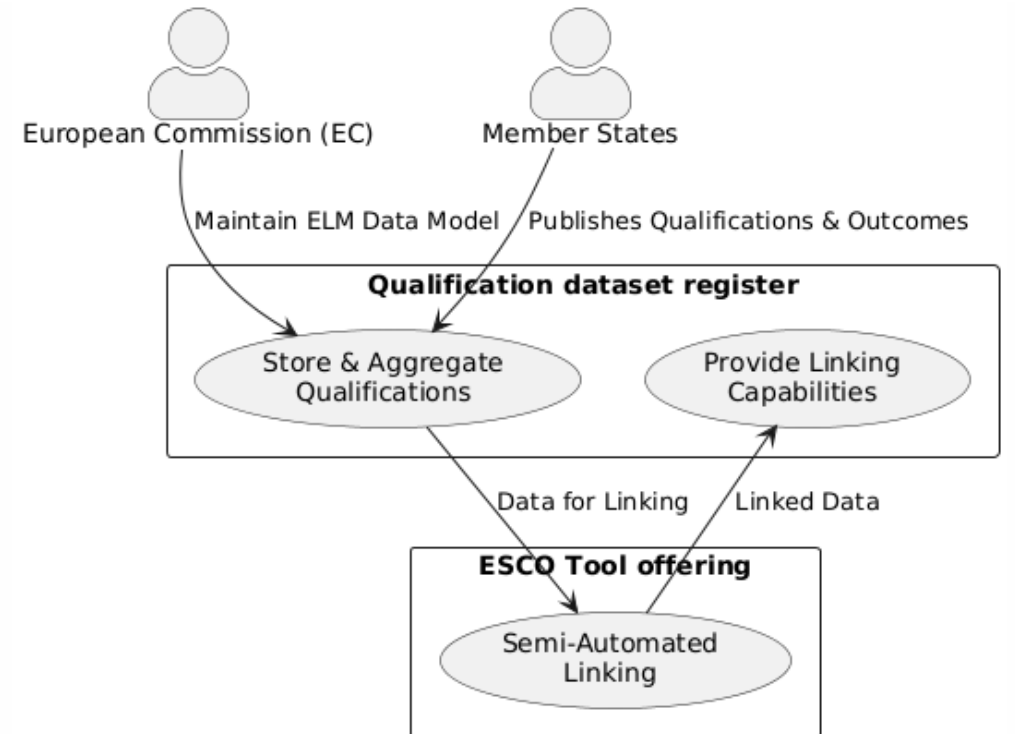 European Commission (EC)
Member States
Maintain ELM Data Model
Publishes Qualifications & Outcomes
Qualification dataset register
Store & Aggregate
Qualifications
Provide Linking
Capabilities
Data for Linking
Linked Data
ESCO Tool offering
Semi-Automated
Linking